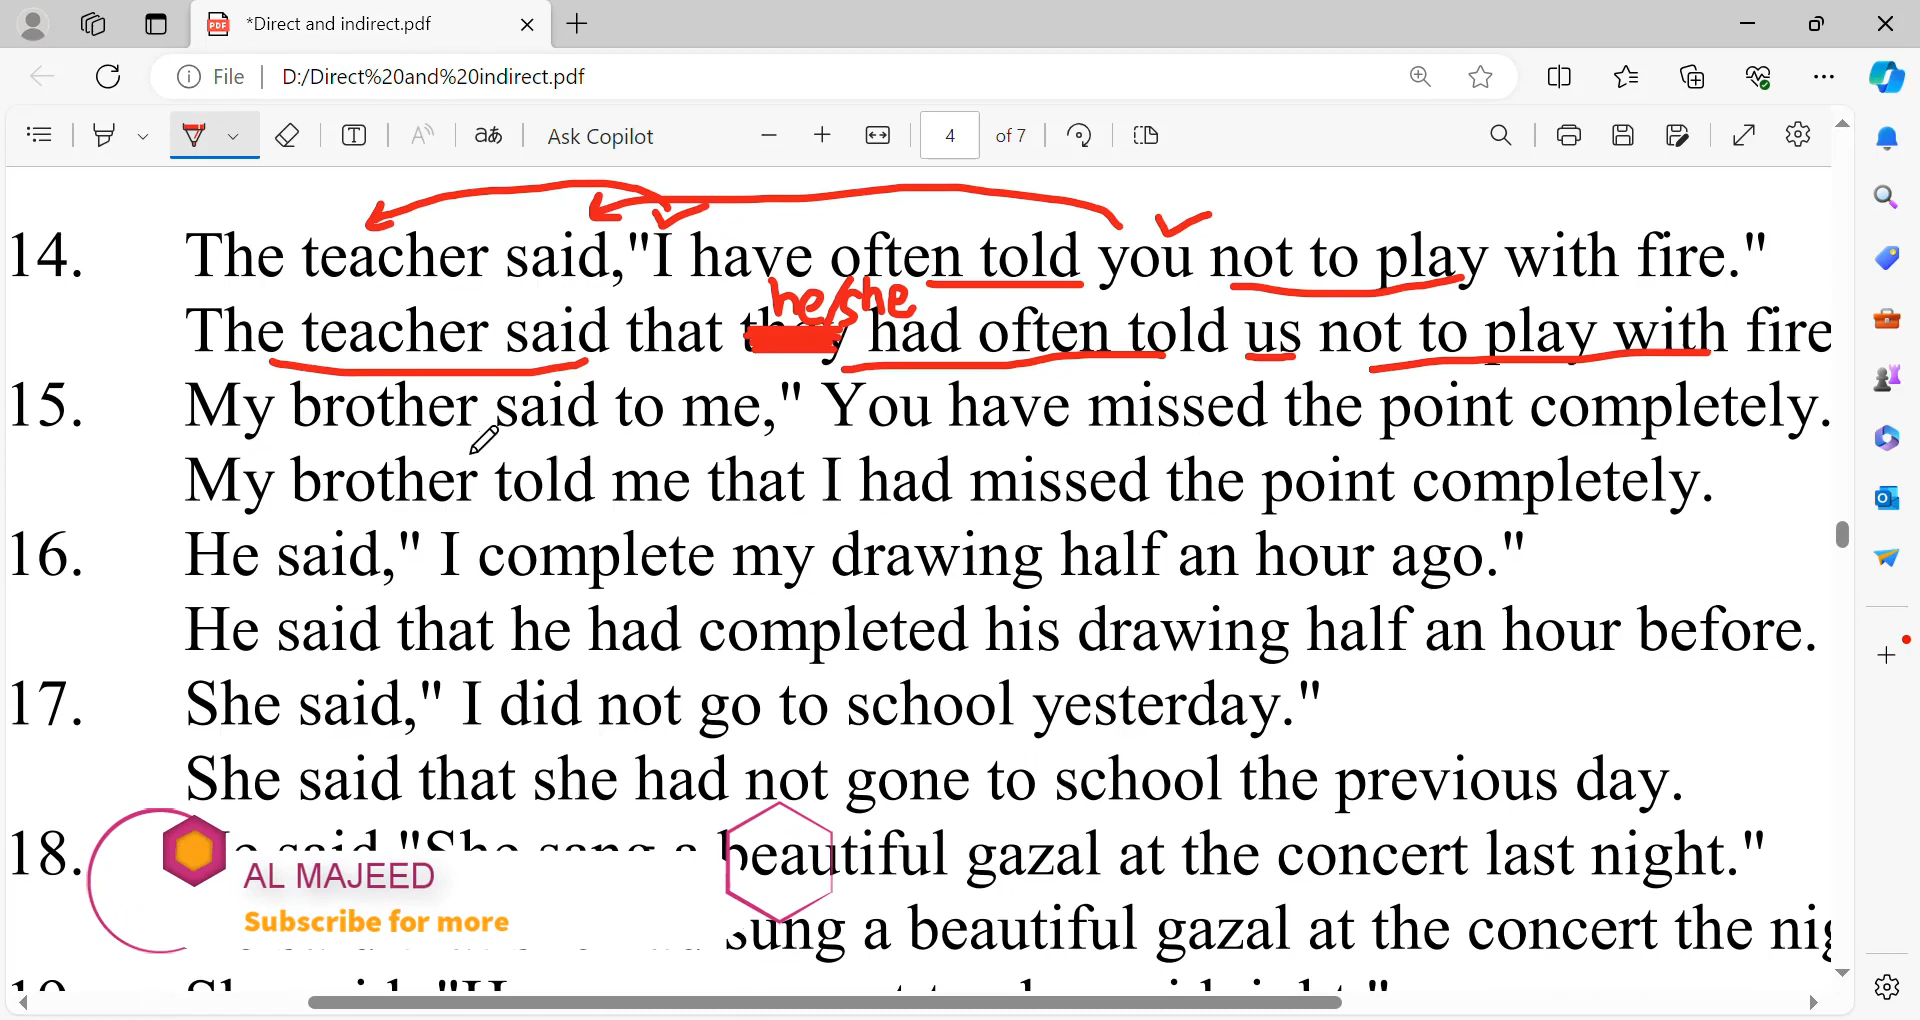 *Direct and indirect.pdf
File D:/Direct%20and%20indirect.pdf
Ask Copilot 4 of 7
14. The teacher said,"I have often told you not to play with fire."
he/she
The teacher said that they had often told us not to play with fire
15. My brother said to me," You have missed the point completely.
My brother told me that I had missed the point completely.
16. He said," I complete my drawing half an hour ago."
He said that he had completed his drawing half an hour before.
17. She said," I did not go to school yesterday."
She said that she had not gone to school the previous day.
18. He said,"She sang a beautiful gazal at the concert last night."
AL MAJEED
Subscribe for more
sung a beautiful gazal at the concert the nig